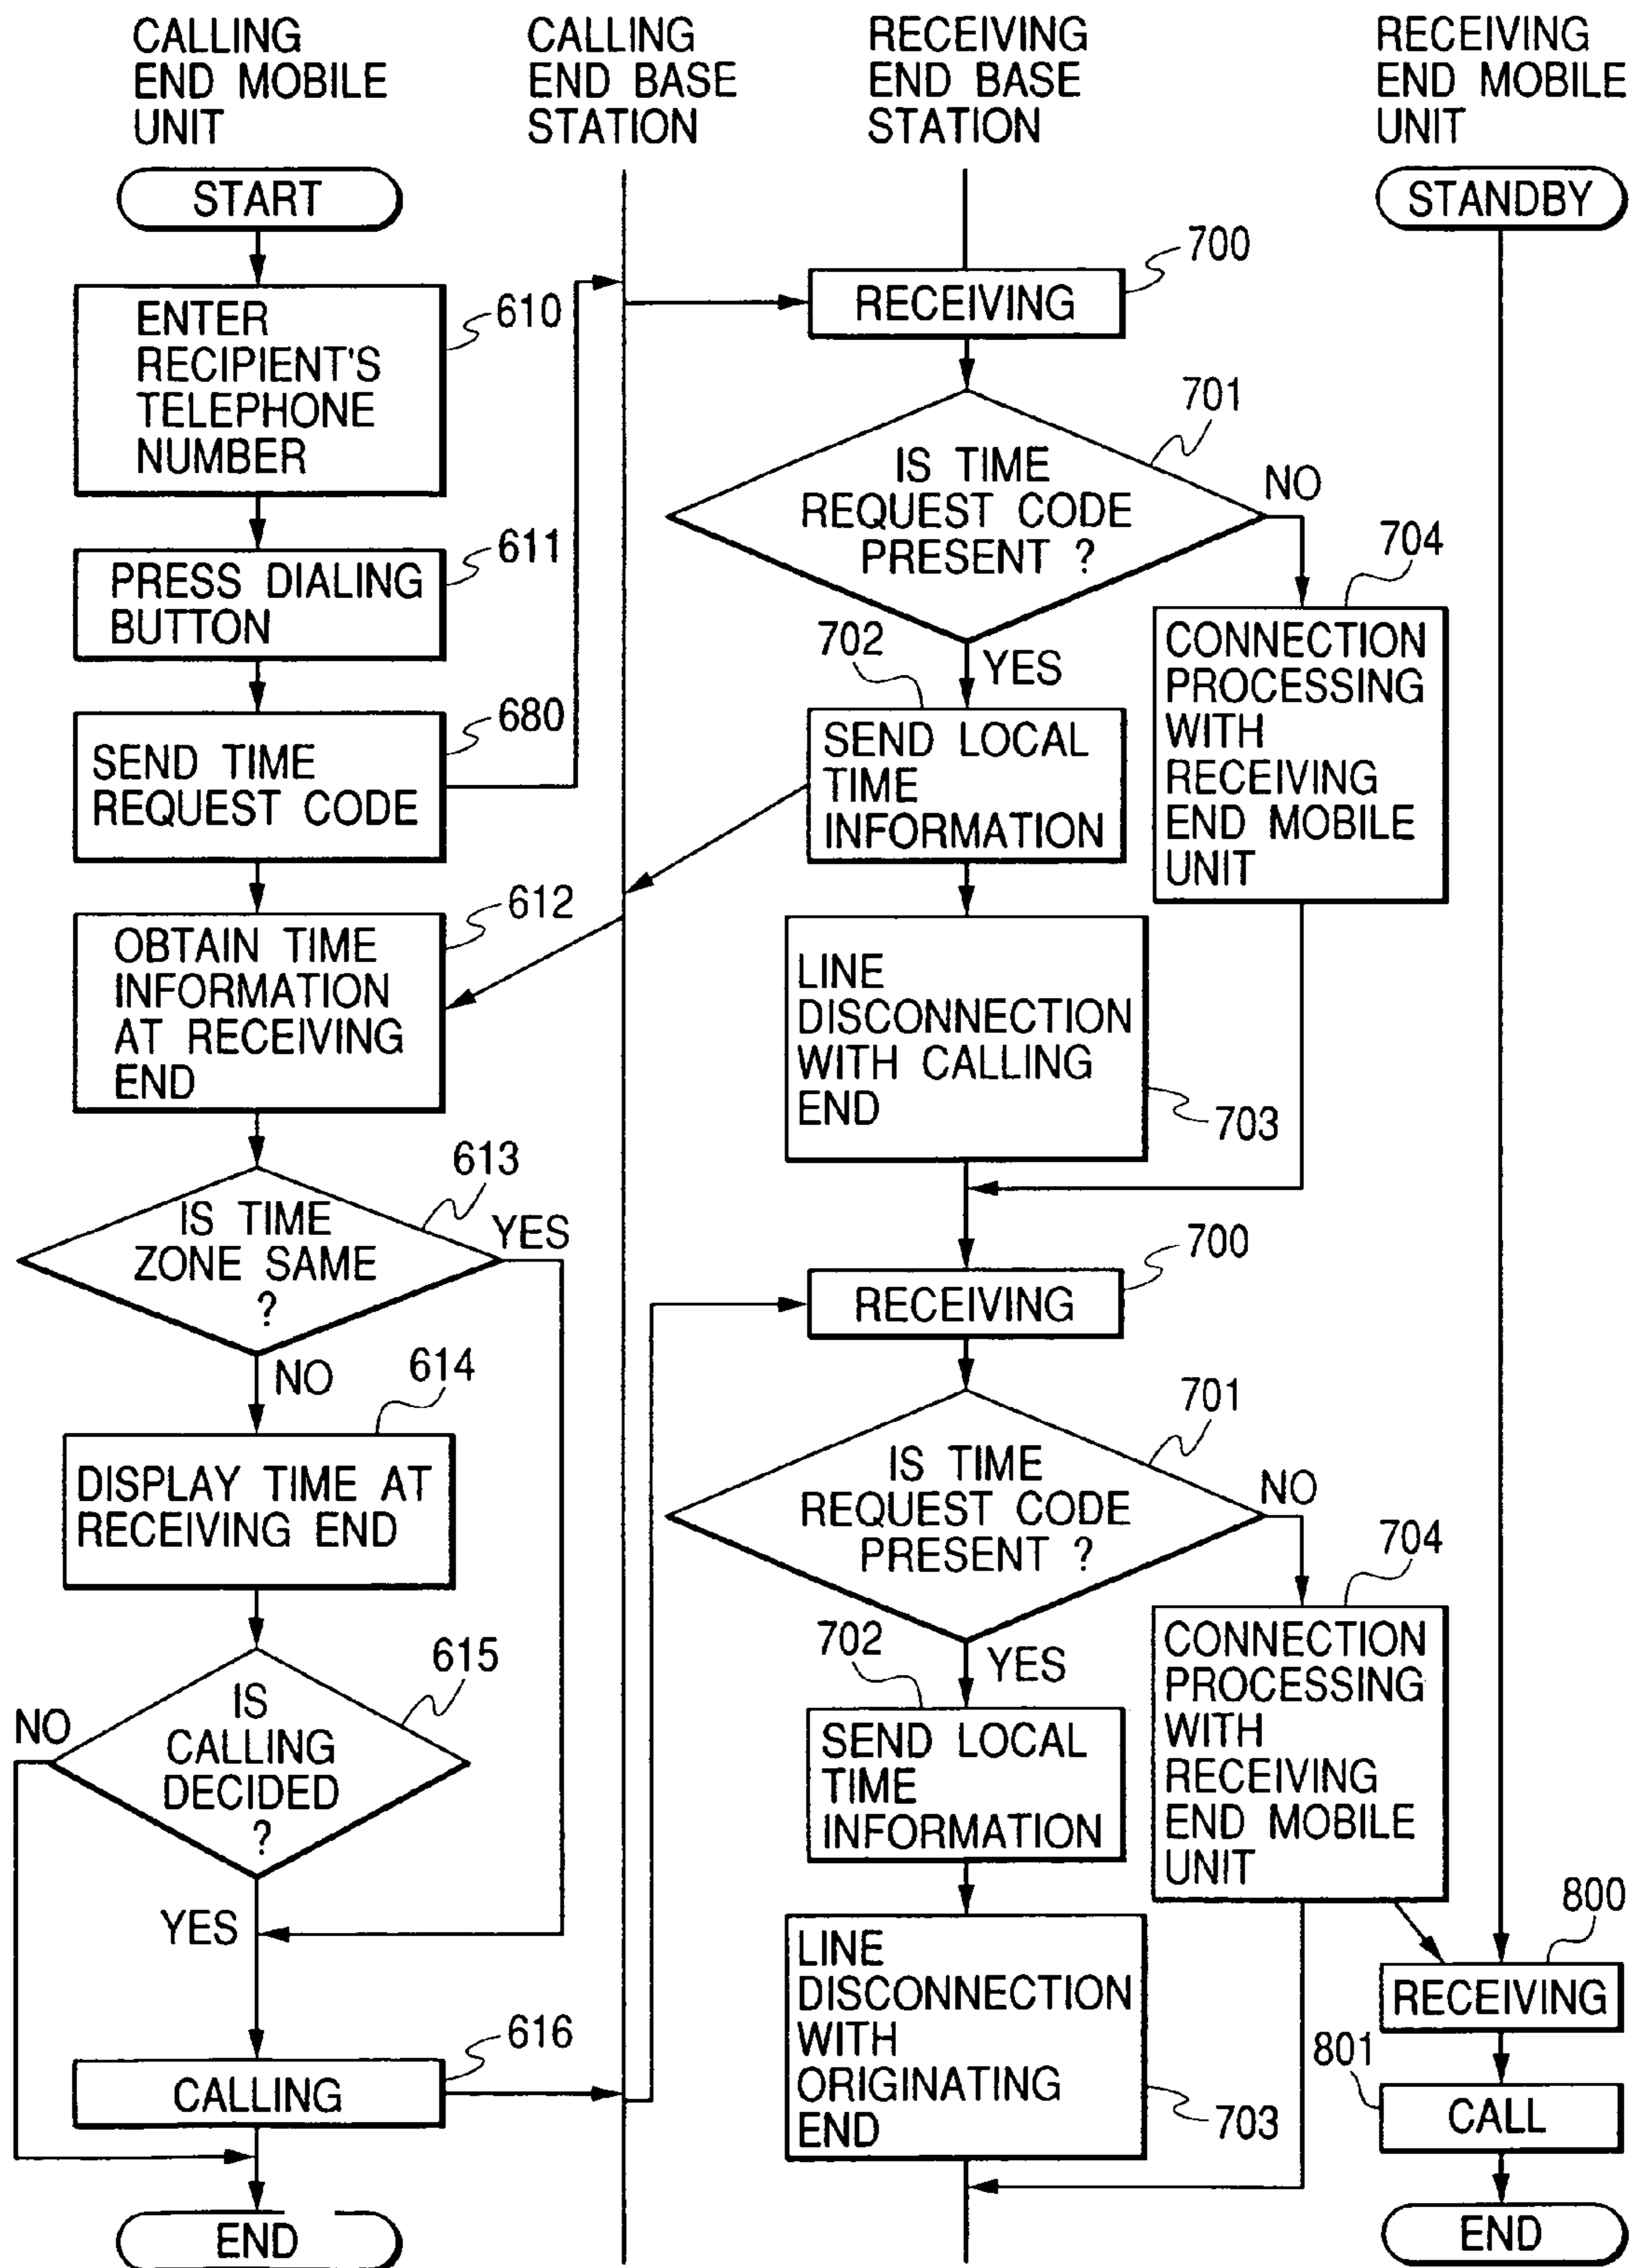 CALLING
END MOBILE
UNIT
CALLING
END BASE
STATION
RECEIVING
END BASE
STATION
RECEIVING
END MOBILE
UNIT
START
ENTER
RECIPIENT'S
TELEPHONE
NUMBER
610
PRESS DIALING
BUTTON
611
SEND TIME
REQUEST CODE
680
OBTAIN TIME
INFORMATION
AT RECEIVING
END
612
IS TIME
ZONE SAME
?
613
YES
NO
614
DISPLAY TIME AT
RECEIVING END
IS
CALLING
DECIDED
?
615
NO
YES
CALLING
616
END
RECEIVING
700
IS TIME
REQUEST CODE
PRESENT ?
701
NO
YES
702
SEND LOCAL
TIME
INFORMATION
704
CONNECTION
PROCESSING
WITH
RECEIVING
END MOBILE
UNIT
LINE
DISCONNECTION
WITH CALLING
END
703
RECEIVING
700
IS TIME
REQUEST CODE
PRESENT ?
701
NO
YES
702
SEND LOCAL
TIME
INFORMATION
704
CONNECTION
PROCESSING
WITH
RECEIVING
END MOBILE
UNIT
LINE
DISCONNECTION
WITH
ORIGINATING
END
703
STANDBY
800
RECEIVING
801
CALL
END